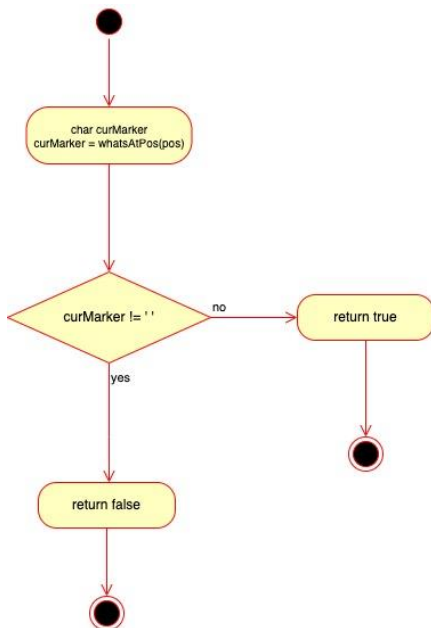 char curMarker
curMarker = whatsAtPos(pos)
curMarker != ' '
no
return true
yes
return false